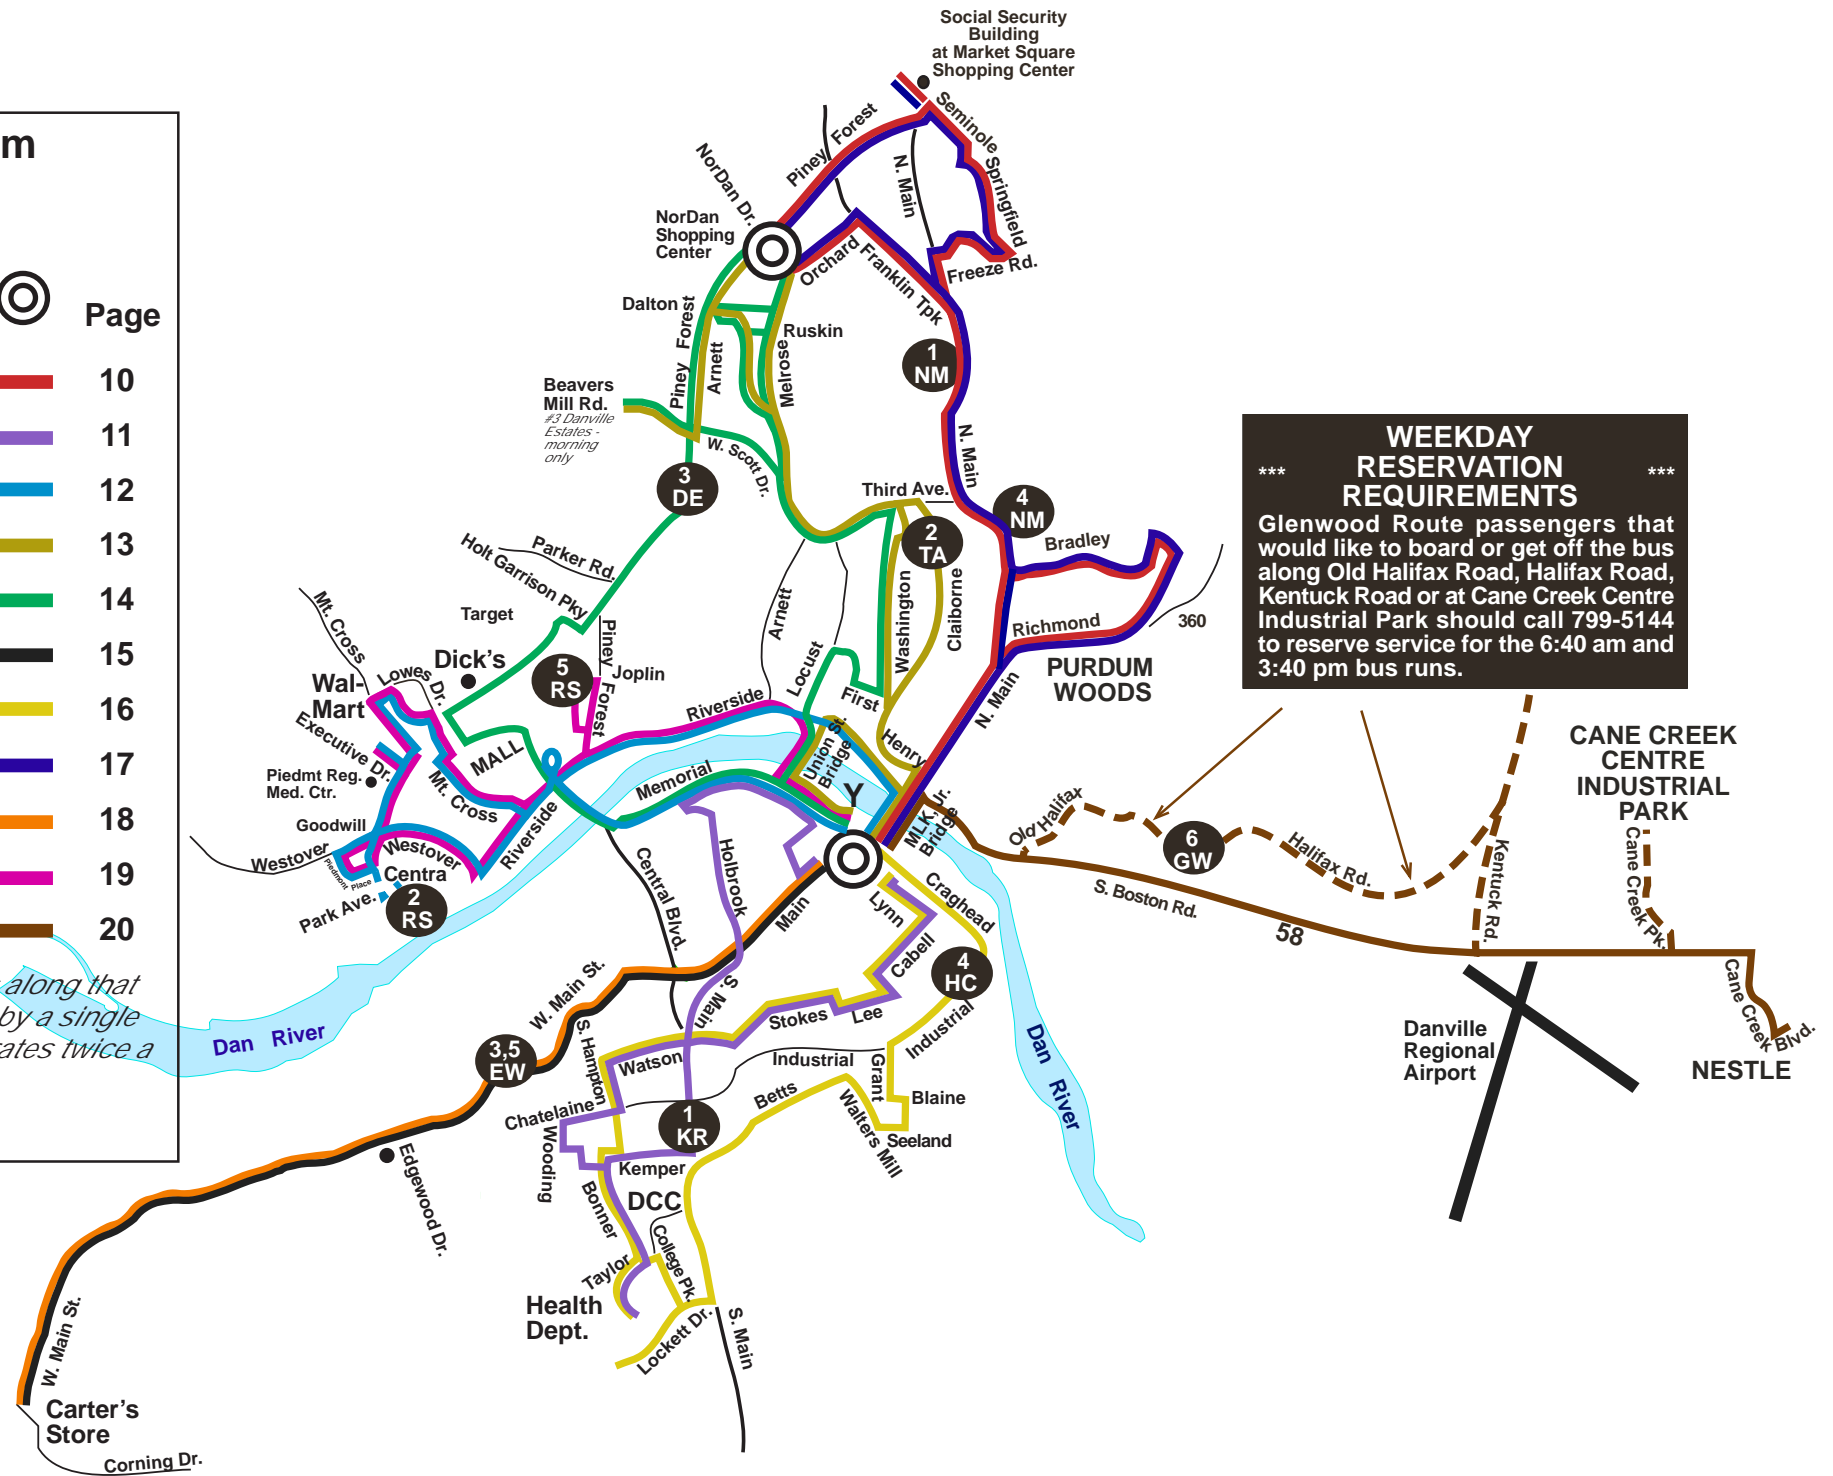 m
Page
10
11
12
13
14
15
16
17
18
19
20
along that
by a single
rates twice a
Social Security
Building
at Market Square
Shopping Center
Seminole
Springfield
Piney Forest
N. Main
NorDan Dr.
NorDan
Shopping
Center
Orchard
Franklin Tpk
Freeze Rd.
Dalton
Ruskin
Piney Forest
Arnett
Melrose
1
NM
Beavers
Mill Rd.
#3 Danville
Estates -
morning
only
W. Scott Dr.
3
DE
N. Main
Third Ave.
4
NM
2
TA
Bradley
Parker Rd.
Holt Garrison Pky
Target
Mt. Cross
Arnett
Washington
Claiborne
Richmond
360
PURDUM
WOODS
WEEKDAY
*** RESERVATION ***
REQUIREMENTS
Glenwood Route passengers that
would like to board or get off the bus
along Old Halifax Road, Halifax Road,
Kentuck Road or at Cane Creek Centre
Industrial Park should call 799-5144
to reserve service for the 6:40 am and
3:40 pm bus runs.
Piney Forest
Joplin
5
RS
Dick's
Lowes Dr.
Wal-
Mart
Executive Dr.
MALL
Riverside
Locust
First
Henry
N. Main
Piedmt Reg.
Med. Ctr.
Mt. Cross
Memorial
Union St.
Bridge
Y
MLK, Jr.
Bridge
Goodwill
Westover
Westover
Riverside
Piedmont Place
Centra
Park Ave.
2
RS
Central Blvd.
Holbrook
Main
Lynn
Craghead
Cabell
Old Halifax
6
GW
Halifax Rd.
S. Boston Rd.
58
Kentuck Rd.
CANE CREEK
CENTRE
INDUSTRIAL
PARK
Cane Creek Pk.
Cane Creek Blvd.
NESTLE
Danville
Regional
Airport
Dan River
Dan River
W. Main St.
S. Main
Stokes
Lee
4
HC
Industrial
Industrial
Grant
Blaine
Seeland
Walters Mill
Betts
3,5
EW
S. Hampton
Watson
Chatelaine
Wooding
1
KR
Kemper
DCC
Bonner
College Pk.
Taylor
Health
Dept.
Lockett Dr.
S. Main
Edgewood Dr.
W. Main St.
Carter's
Store
Corning Dr.